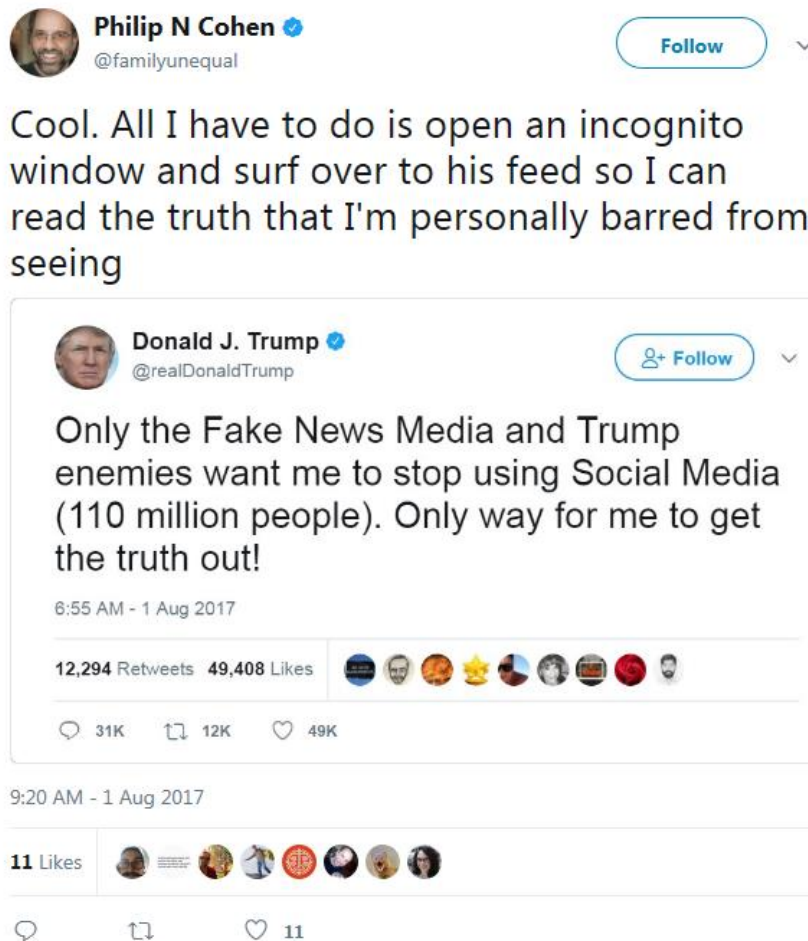 Philip N Cohen
@familyunequal
Follow
Cool. All I have to do is open an incognito
window and surf over to his feed so I can
read the truth that I'm personally barred from
seeing
Donald J. Trump
@realDonaldTrump
Follow
Only the Fake News Media and Trump
enemies want me to stop using Social Media
(110 million people). Only way for me to get
the truth out!
6:55 AM - 1 Aug 2017
12,294 Retweets 49,408 Likes
31K 12K 49K
9:20 AM - 1 Aug 2017
11 Likes
11